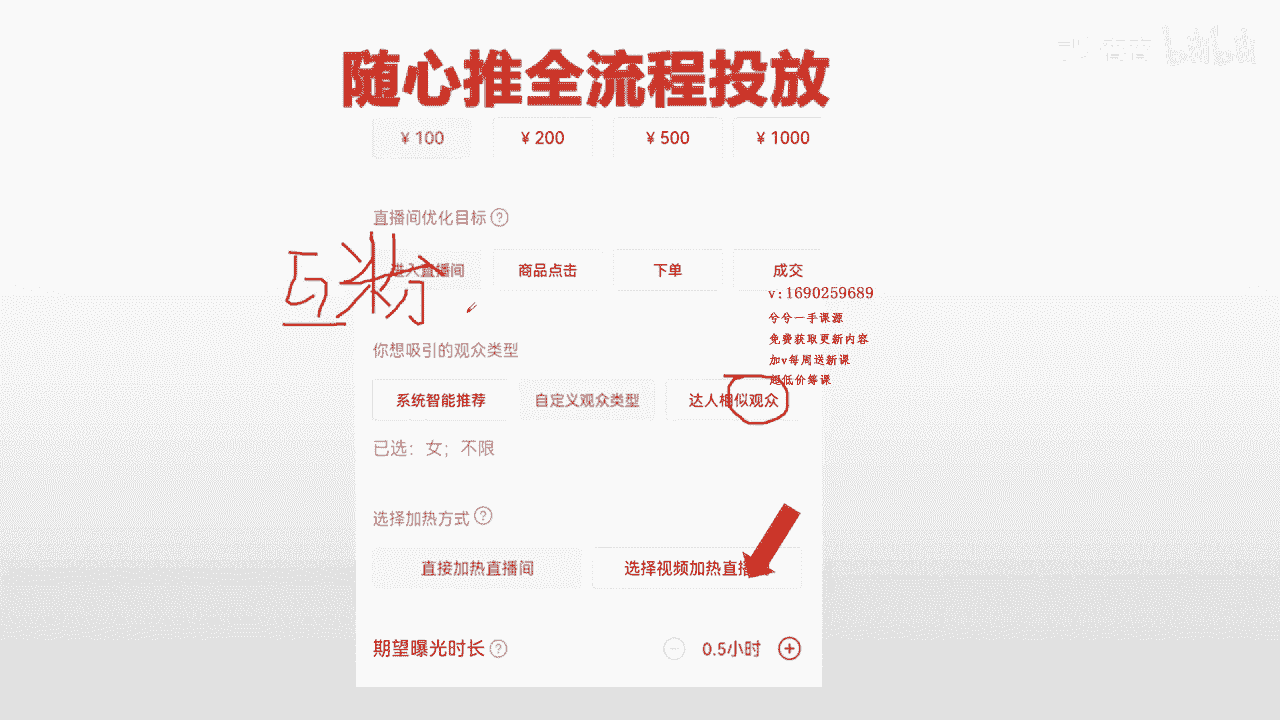 随心推全流程投放
¥ 100 ¥ 200 ¥ 500 ¥ 1000
直播间优化目标 ?
进入直播间 商品点击 下单 成交
互粉
v:1690259689
兮兮一手课源
免费获取更新内容
加v每周送新课
超低价筹课
你想吸引的观众类型
系统智能推荐 自定义观众类型 达人相似观众
已选：女；不限
选择加热方式 ?
直接加热直播间 选择视频加热直播
期望曝光时长 ? 0.5小时